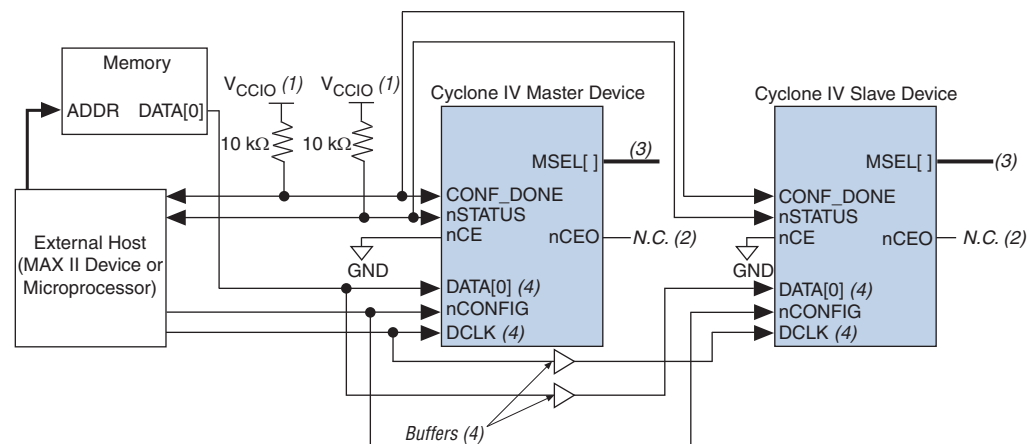 Memory
ADDR DATA[0]
V_CCIO (1)
10 kΩ
V_CCIO (1)
10 kΩ
External Host
(MAX II Device or
Microprocessor)
Cyclone IV Master Device
MSEL[ ]
(3)
CONF_DONE
nSTATUS
nCE
nCEO
N.C. (2)
GND
DATA[0] (4)
nCONFIG
DCLK (4)
Cyclone IV Slave Device
MSEL[ ]
(3)
CONF_DONE
nSTATUS
nCE
nCEO
N.C. (2)
GND
DATA[0] (4)
nCONFIG
DCLK (4)
Buffers (4)